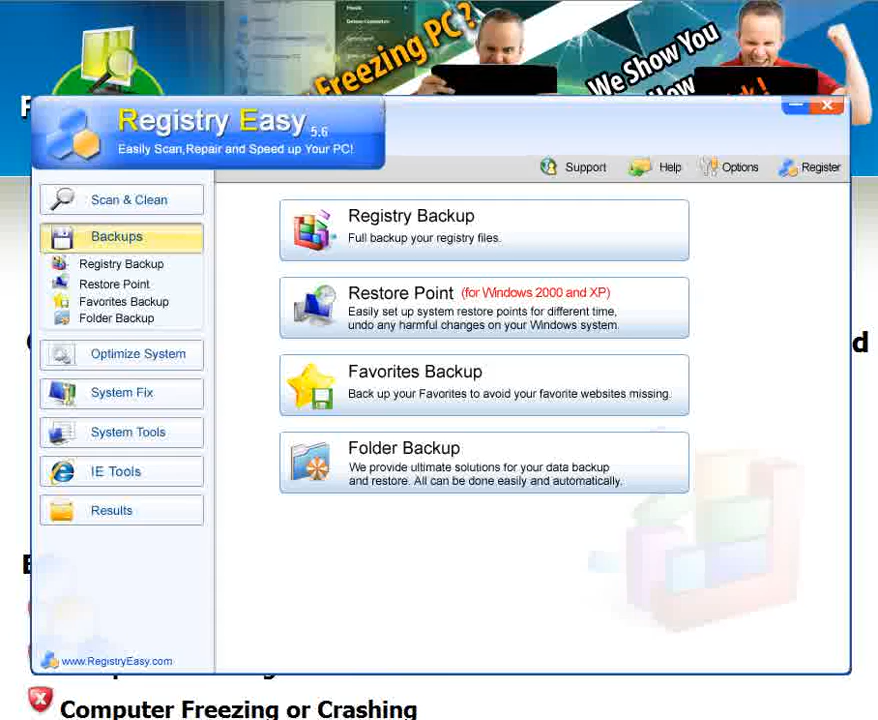 Freezing PC?
We Show You
Registry Easy 5.6
Easily Scan,Repair and Speed up Your PC!
Support
Help
Options
Register
Scan & Clean
Backups
Registry Backup
Restore Point
Favorites Backup
Folder Backup
Optimize System
System Fix
System Tools
IE Tools
Results
Registry Backup
Full backup your registry files.
Restore Point (for Windows 2000 and XP)
Easily set up system restore points for different time,
undo any harmful changes on your Windows system.
Favorites Backup
Back up your Favorites to avoid your favorite websites missing.
Folder Backup
We provide ultimate solutions for your data backup
and restore. All can be done easily and automatically.
www.RegistryEasy.com
Computer Freezing or Crashing